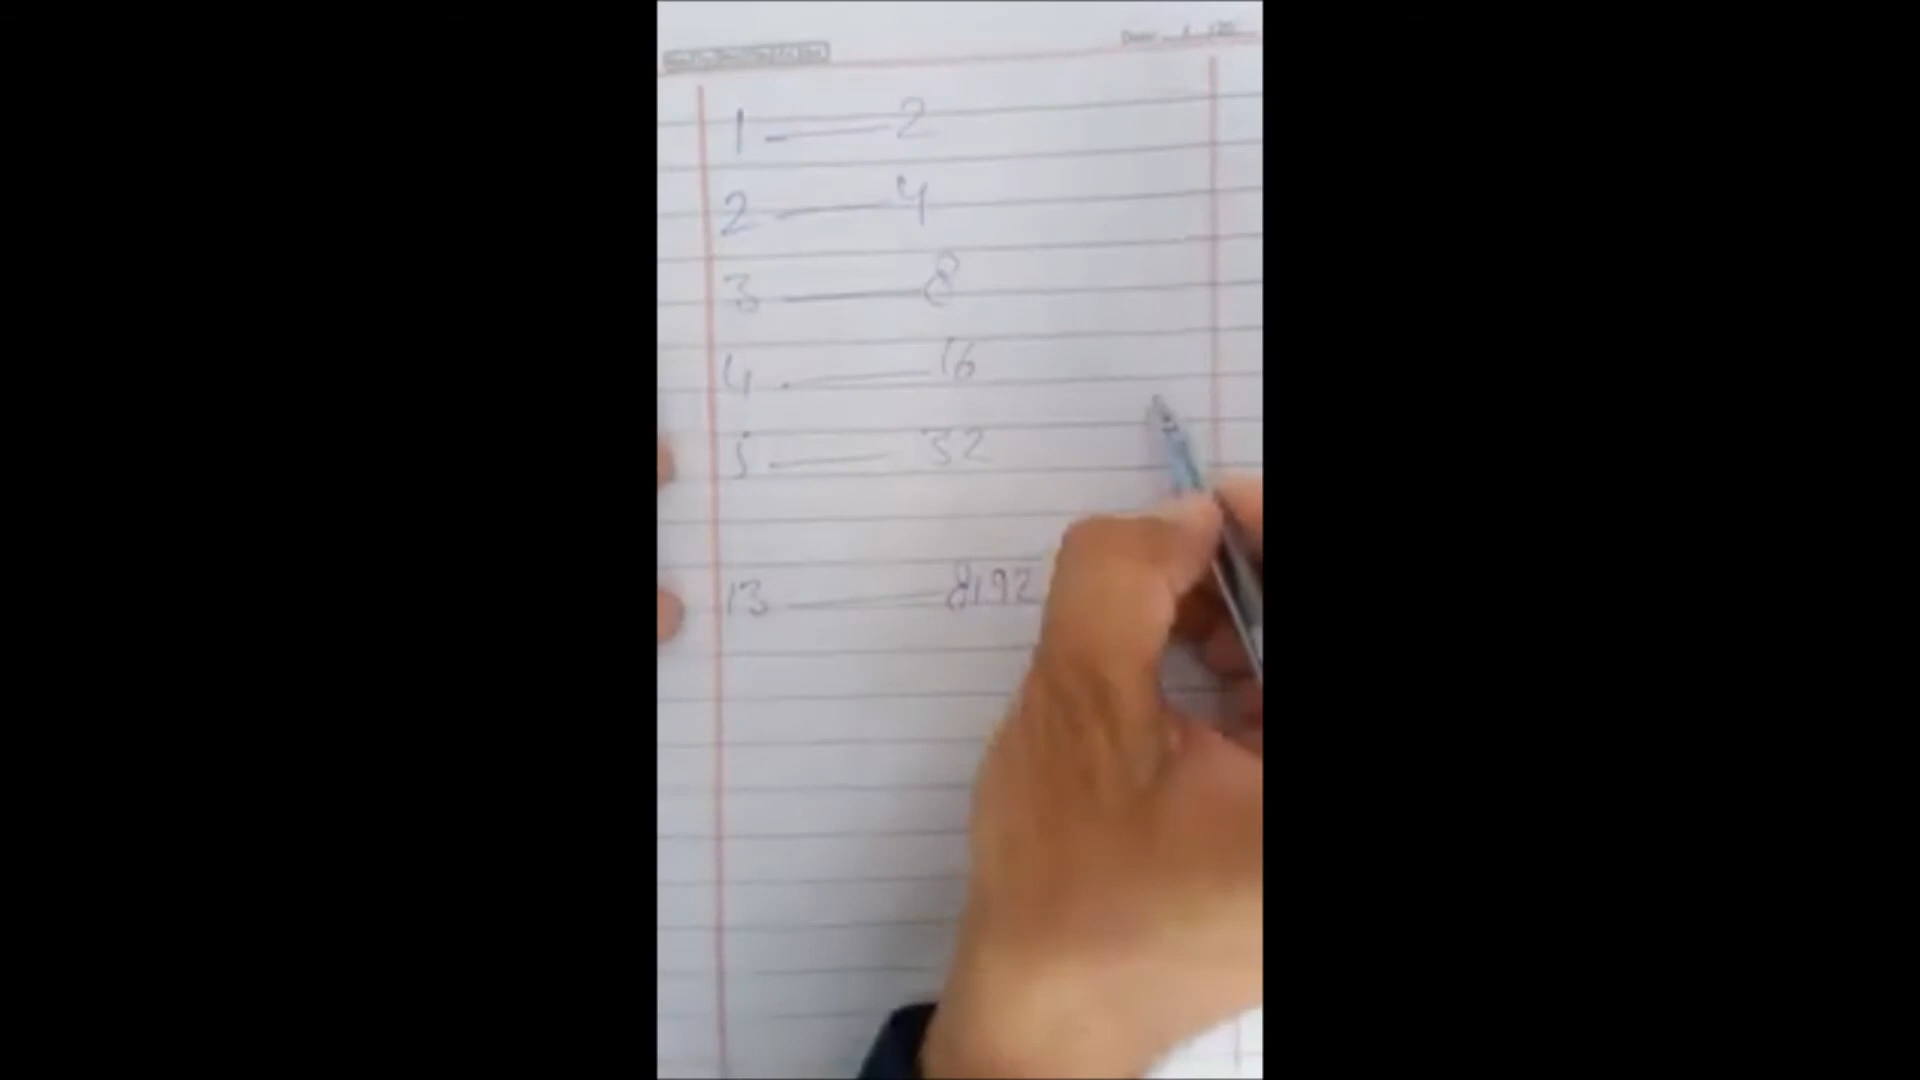 1 — 2
2 — 4
3 — 8
4 — 16
5 — 32
13 — 8192